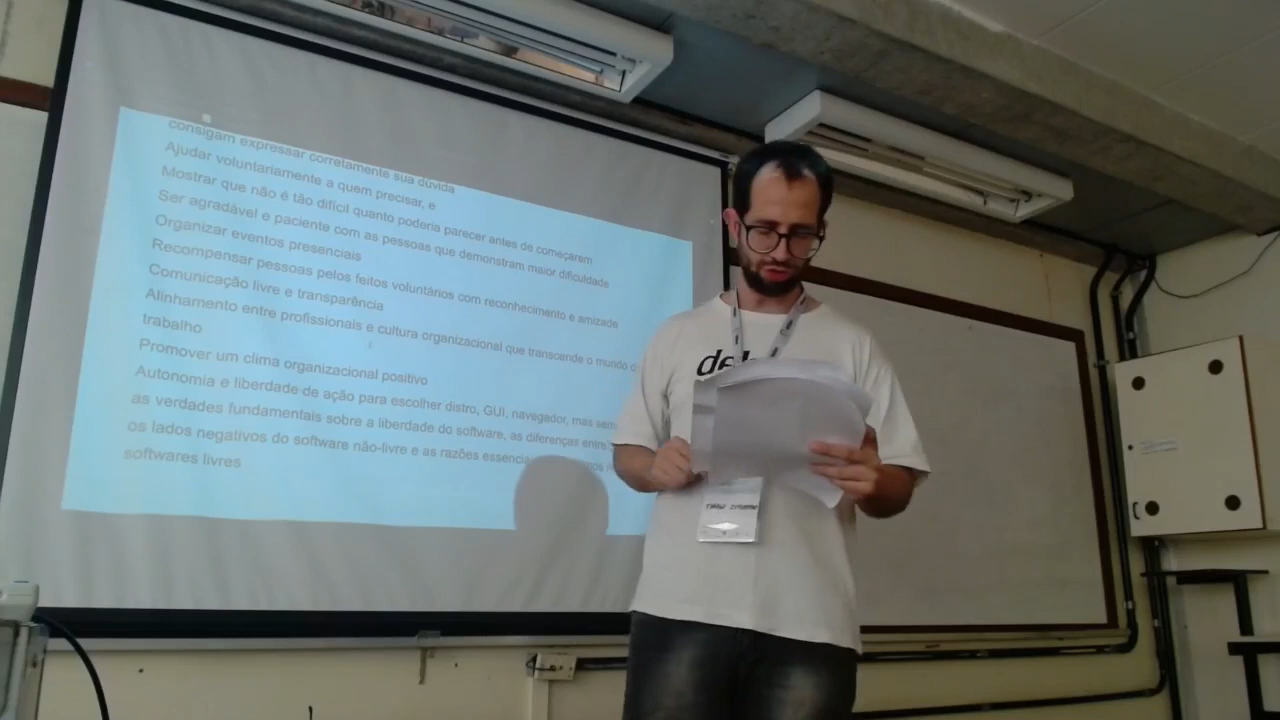 consigam expressar corretamente sua dúvida
Ajudar voluntariamente a quem precisar, e
Mostrar que não é tão difícil quanto poderia parecer antes de começarem
Ser agradável e paciente com as pessoas que demonstram maior dificuldade
Organizar eventos presenciais
Recompensar pessoas pelos feitos voluntários com reconhecimento e amizade
Comunicação livre e transparência
Alinhamento entre profissionais e cultura organizacional que transcende o mundo d
trabalho
Promover um clima organizacional positivo
Autonomia e liberdade de ação para escolher distro, GUI, navegador, mas sem
as verdades fundamentais sobre a liberdade do software, as diferenças entre
os lados negativos do software não-livre e as razões
softwares livres